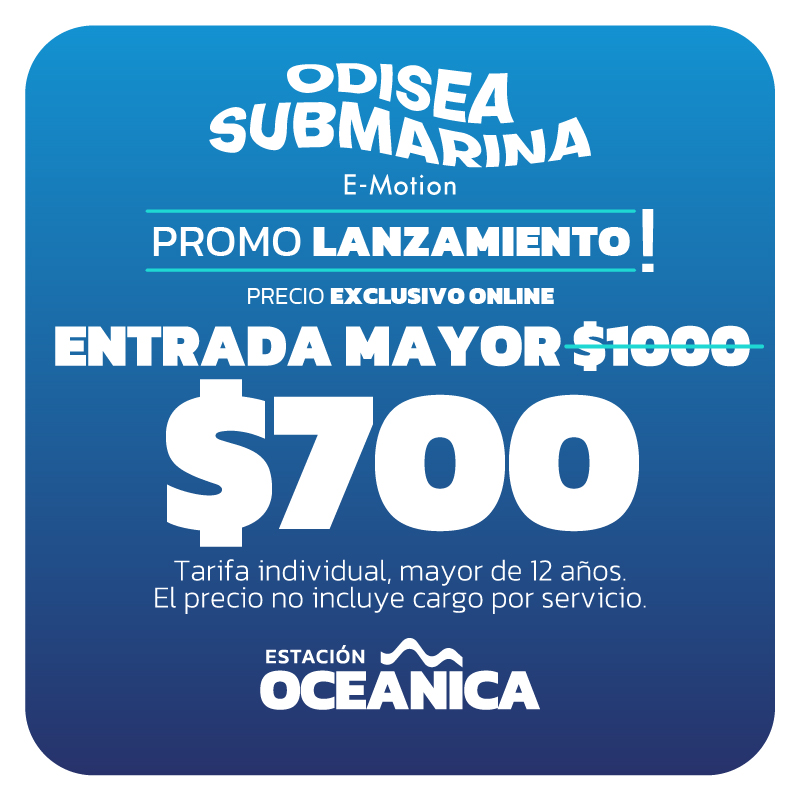 ODISEA
SUBMARINA
E-Motion
PROMO LANZAMIENTO!
PRECIO EXCLUSIVO ONLINE
ENTRADA MAYOR $1000
$700
Tarifa individual, mayor de 12 años.
El precio no incluye cargo por servicio.
ESTACIÓN
OCEANICA